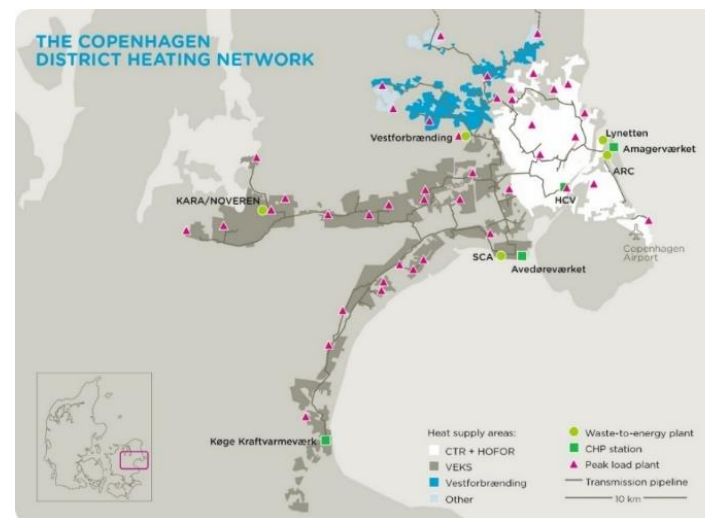 THE COPENHAGEN
DISTRICT HEATING NETWORK
Vestforbrænding
Lynetten
Amagerværket
ARC
KARA/NOVEREN
HCV
Copenhagen
Airport
SCA
Avedøreværket
Køge Kraftvarmeværk
Heat supply areas:
CTR + HOFOR
VEKS
Vestforbrænding
Other
Waste-to-energy plant
CHP station
Peak load plant
Transmission pipeline
10 km